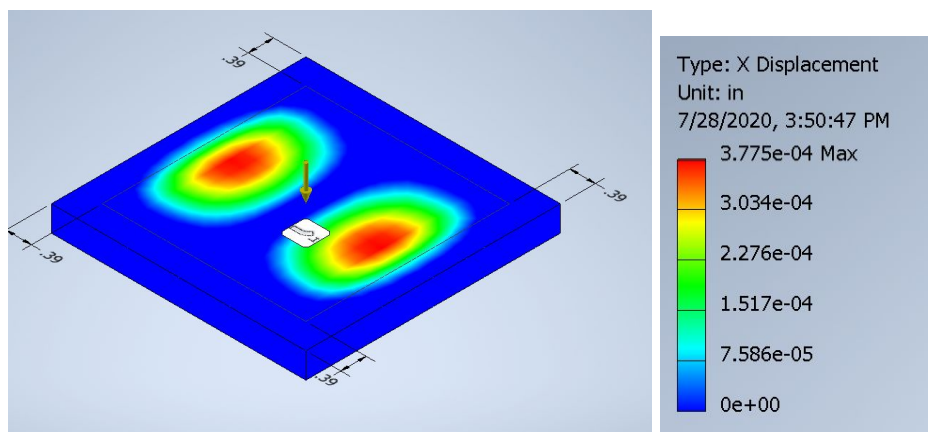 .39
.39
.39
.39
Type: X Displacement
Unit: in
7/28/2020, 3:50:47 PM
3.775e-04 Max
3.034e-04
2.276e-04
1.517e-04
7.586e-05
0e+00